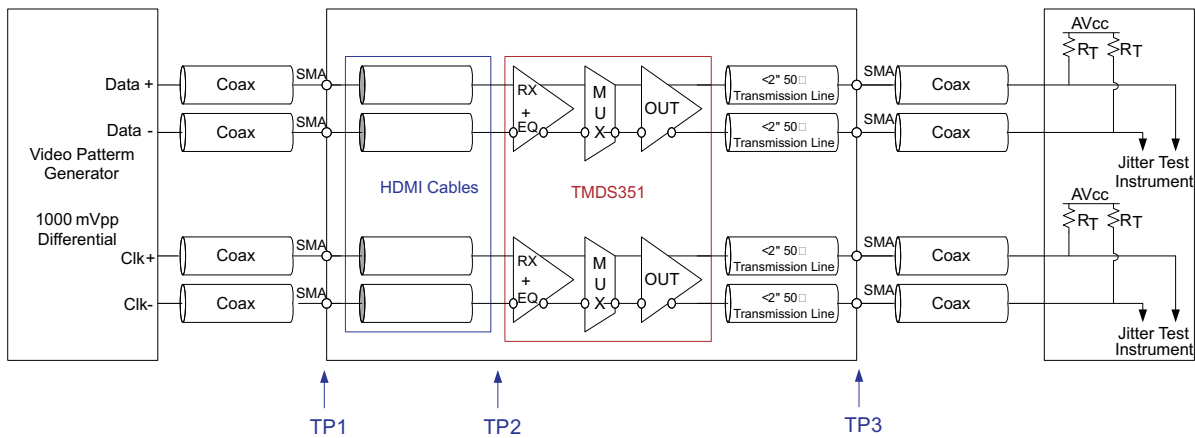 AVcc
RT RT
Data + Coax SMA RX + EQ MUX OUT <2" 50□ Transmission Line SMA Coax
Data - Coax SMA <2" 50□ Transmission Line SMA Coax
Video Patterm
Generator
HDMI Cables
TMDS351
Jitter Test
Instrument
1000 mVpp
Differential
AVcc
RT RT
Clk+ Coax SMA RX + EQ MUX OUT <2" 50□ Transmission Line SMA Coax
Clk- Coax SMA <2" 50□ Transmission Line SMA Coax
Jitter Test
Instrument
TP1 TP2 TP3